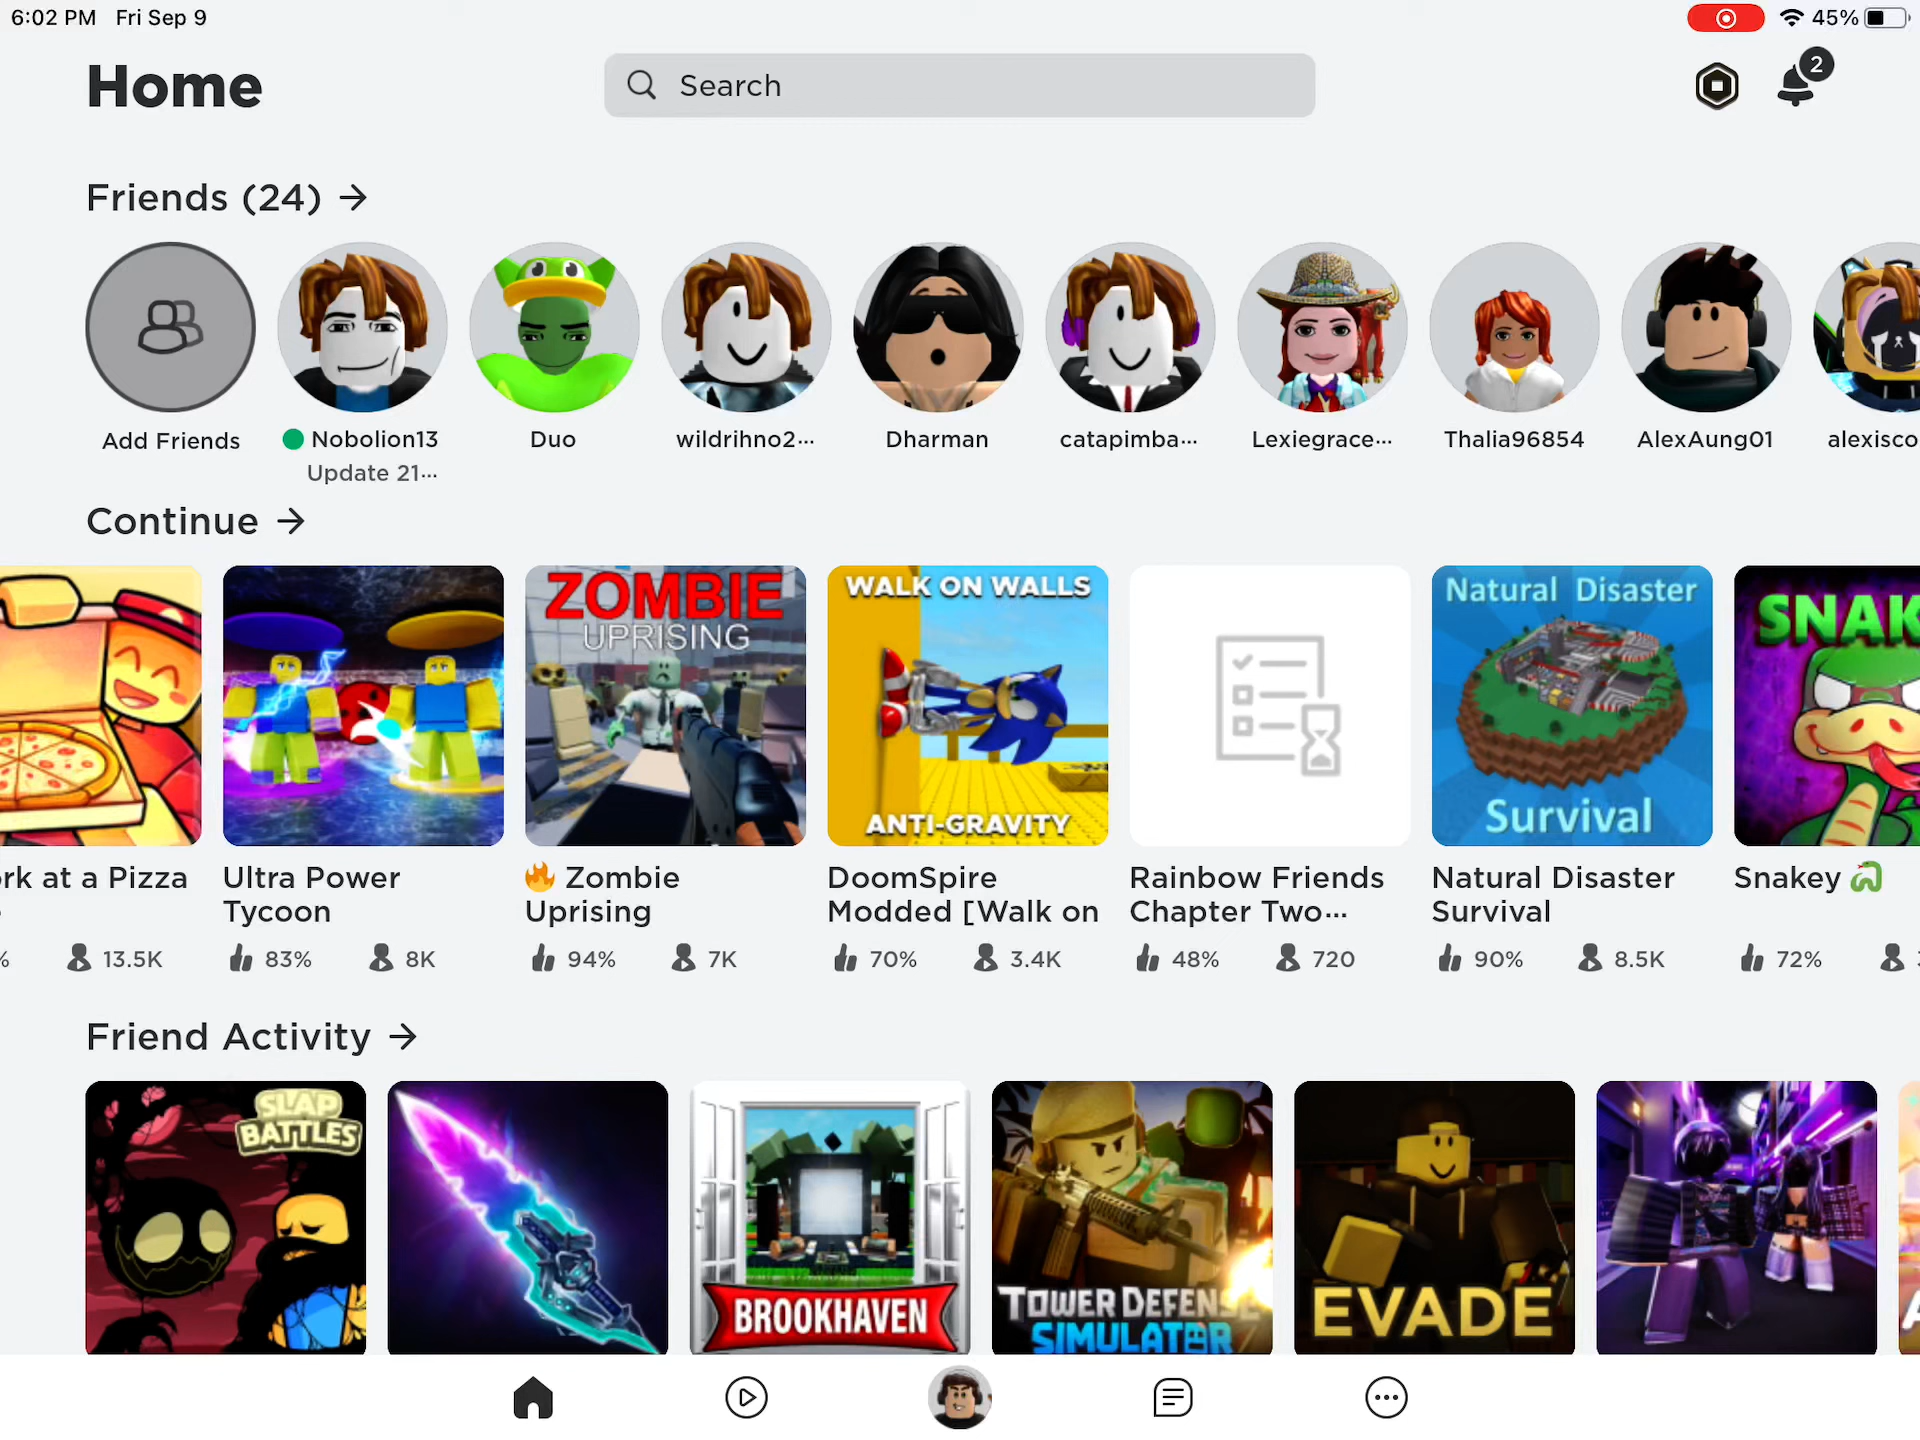 6:02 PM Fri Sep 9
45%
Home
Search
2
Friends (24)
Add Friends
Nobolion13
Update 21...
Duo
wildrihno2...
Dharman
catapimba...
Lexiegrace...
Thalia96854
AlexAung01
alexisco
Continue
ZOMBIE
UPRISING
WALK ON WALLS
ANTI-GRAVITY
Natural Disaster
Survival
SNAK
rk at a Pizza
13.5K
Ultra Power
Tycoon
83% 8K
🔥 Zombie
Uprising
94% 7K
DoomSpire
Modded [Walk on
70% 3.4K
Rainbow Friends
Chapter Two...
48% 720
Natural Disaster
Survival
90% 8.5K
Snakey 🐍
72%
Friend Activity
SLAP
BATTLES
BROOKHAVEN
TOWER DEFENSE
SIMULATOR
EVADE